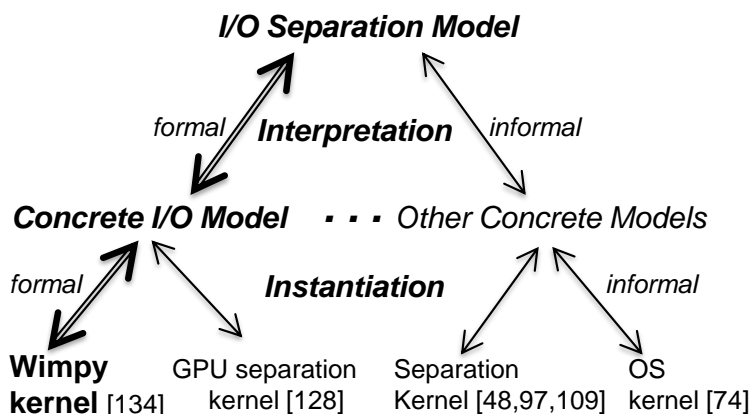 I/O Separation Model
formal Interpretation informal
Concrete I/O Model ... Other Concrete Models
formal Instantiation informal
Wimpy GPU separation Separation OS
kernel [134] kernel [128] Kernel [48,97,109] kernel [74]